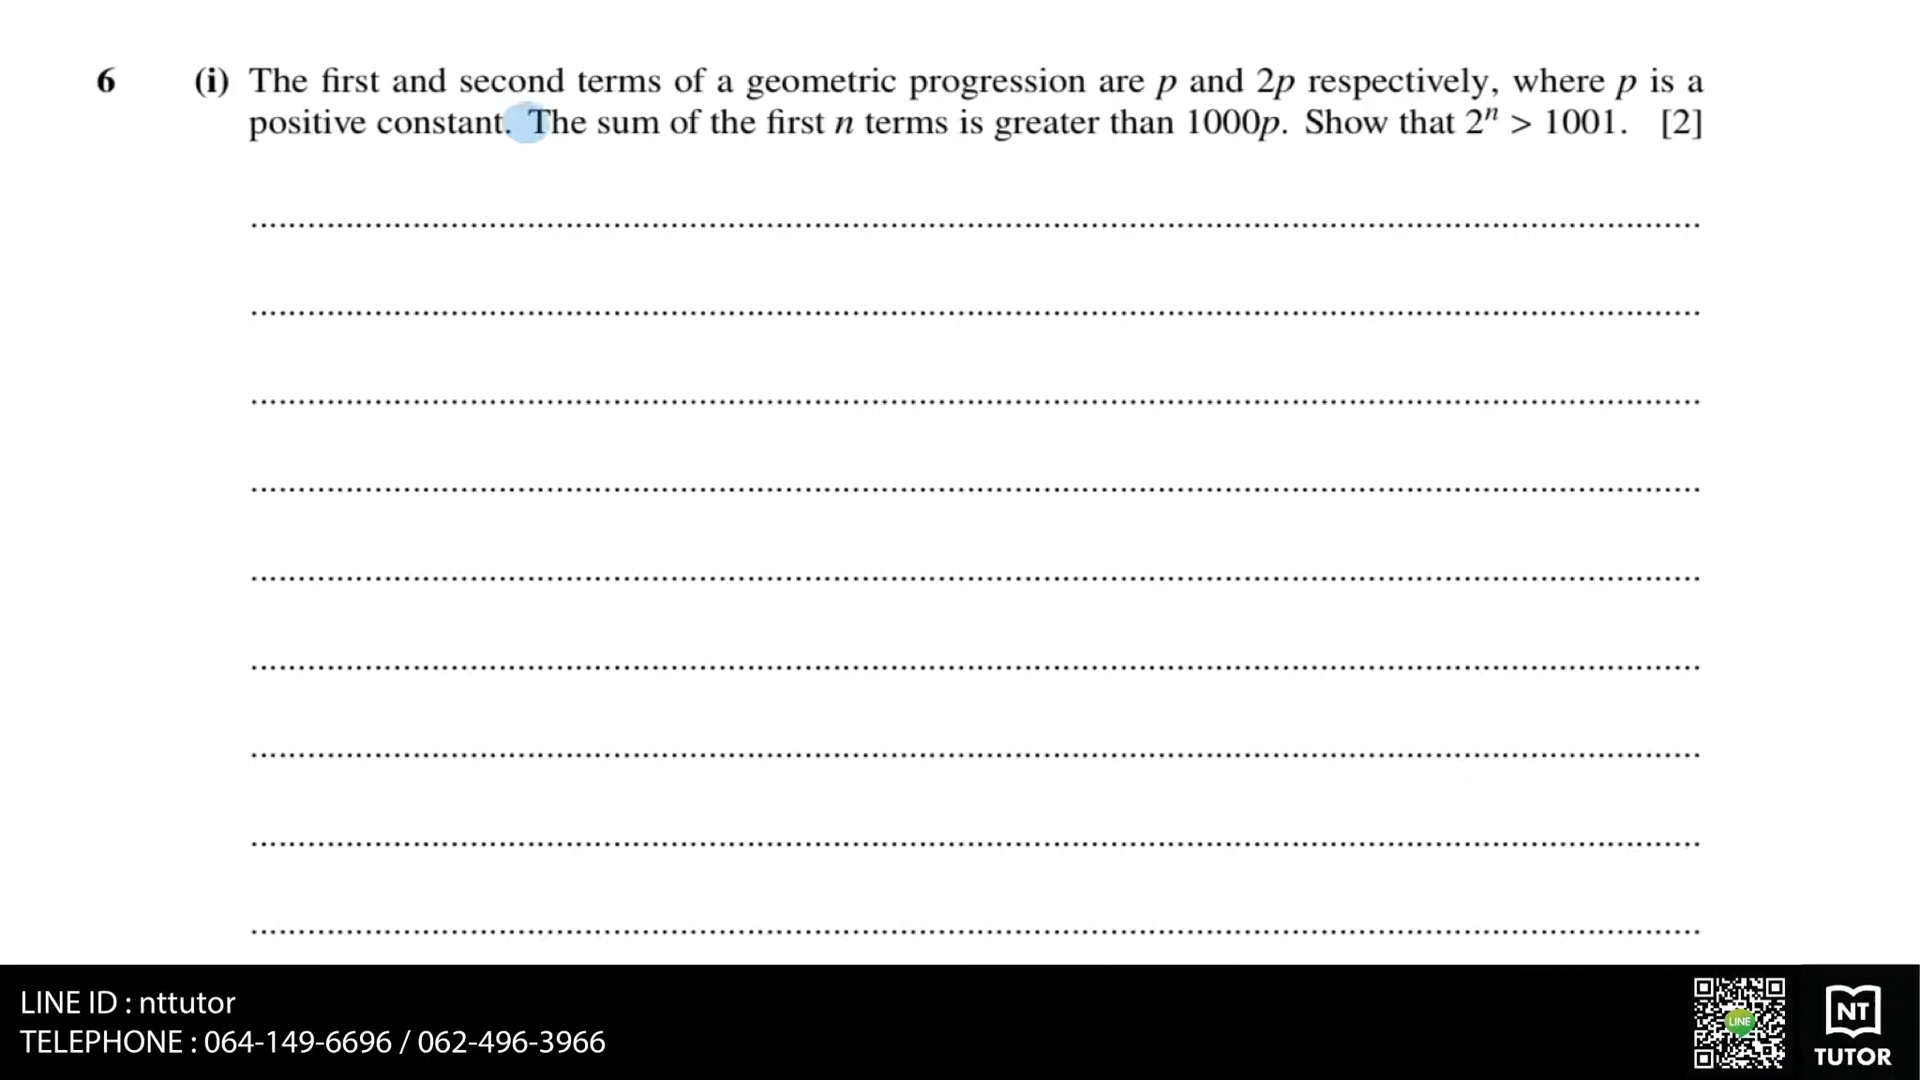 6 (i) The first and second terms of a geometric progression are p and 2p respectively, where p is a
positive constant. The sum of the first n terms is greater than 1000p. Show that 2ⁿ > 1001. [2]
LINE ID : nttutor
TELEPHONE : 064-149-6696 / 062-496-3966
LINE
NT
TUTOR